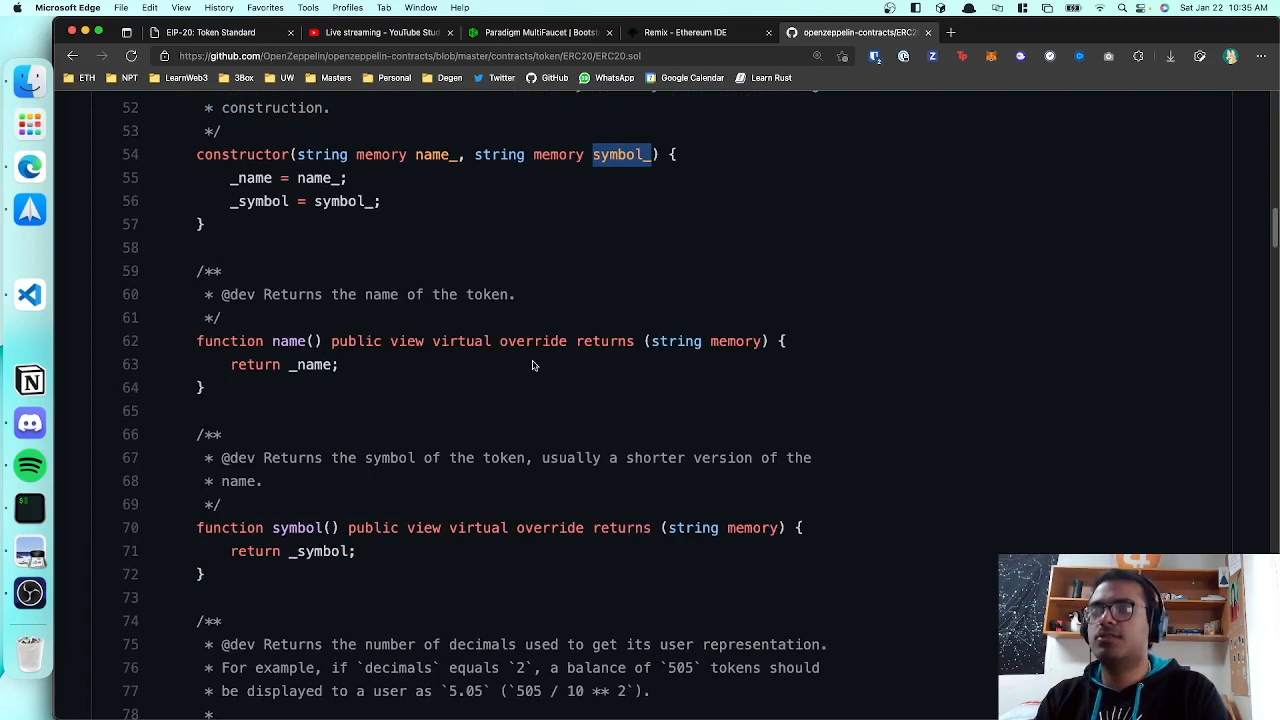 Microsoft Edge File Edit View History Favorites Tools Profiles Tab Window Help Sat Jan 22 10:35 AM
EIP-20: Token Standard Live streaming - YouTube Stud Paradigm MultiFaucet | Bootst Remix - Ethereum IDE openzeppelin-contracts/ERC20
https://github.com/OpenZeppelin/openzeppelin-contracts/blob/master/contracts/token/ERC20/ERC20.sol
ETH NPT LearnWeb3 3Box UW Masters Personal Degen Twitter GitHub WhatsApp Google Calendar Learn Rust
52 * construction.
53 */
54 constructor(string memory name_, string memory symbol_) {
55 _name = name_;
56 _symbol = symbol_;
57 }
58
59 /**
60 * @dev Returns the name of the token.
61 */
62 function name() public view virtual override returns (string memory) {
63 return _name;
64 }
65
66 /**
67 * @dev Returns the symbol of the token, usually a shorter version of the
68 * name.
69 */
70 function symbol() public view virtual override returns (string memory) {
71 return _symbol;
72 }
73
74 /**
75 * @dev Returns the number of decimals used to get its user representation.
76 * For example, if `decimals` equals `2`, a balance of `505` tokens should
77 * be displayed to a user as `5.05` (`505 / 10 ** 2`).
78 *